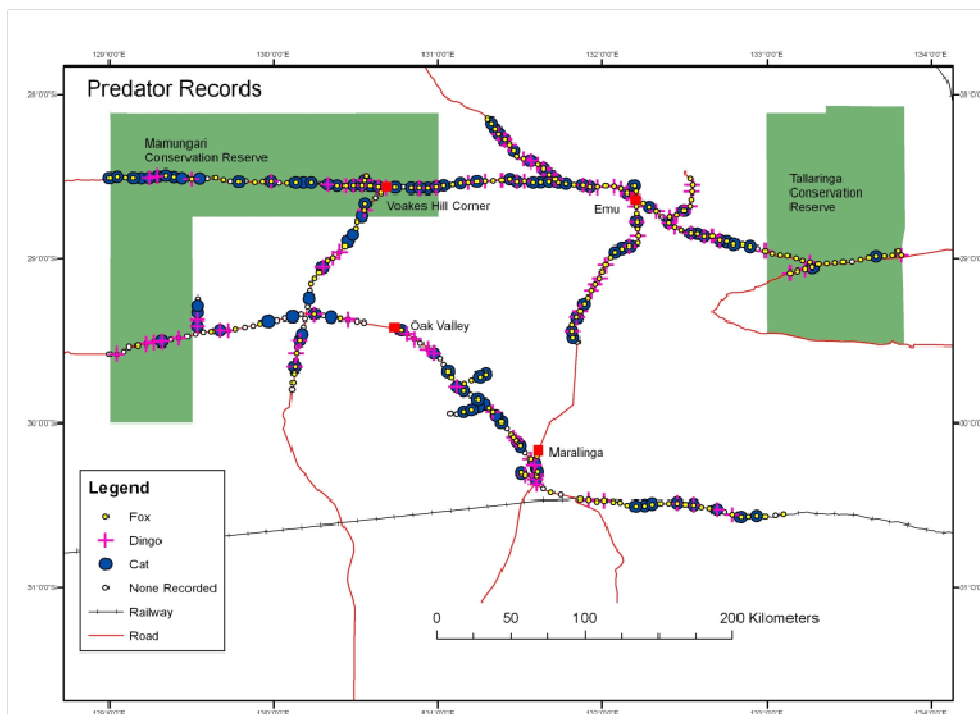 129°0'0"E 130°0'0"E 131°0'0"E 132°0'0"E 133°0'0"E 134°0'0"E
Predator Records
Mamungari
Conservation Reserve
Voakes Hill Corner
Emu
Tallaringa
Conservation
Reserve
Oak Valley
Maralinga
Legend
Fox
Dingo
Cat
None Recorded
Railway
Road
0 50 100 200 Kilometers